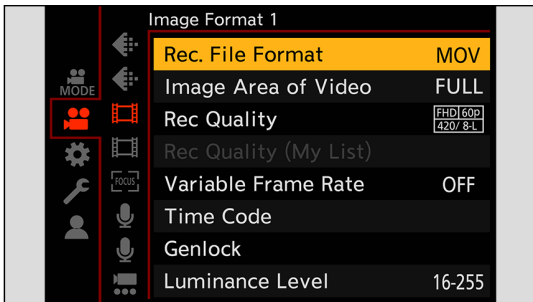 Image Format 1
Rec. File Format MOV
MODE
Image Area of Video FULL
Rec Quality FHD 60p
420/ 8-L
Rec Quality (My List)
FOCUS
Variable Frame Rate OFF
Time Code
Genlock
Luminance Level 16-255